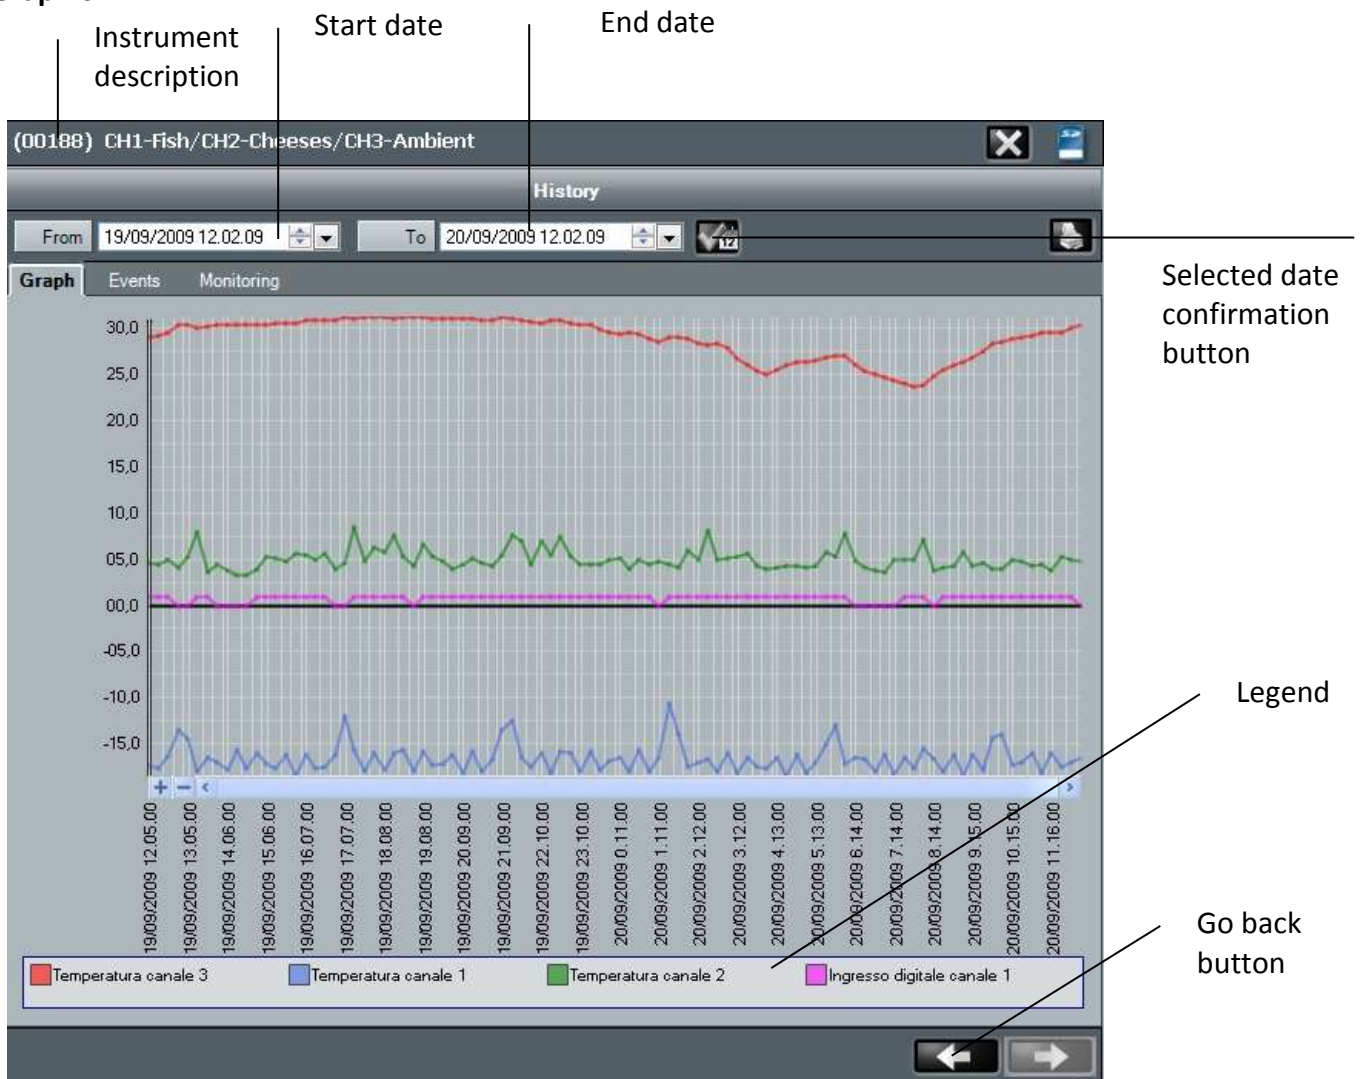 Instrument
description
Start date
End date
(00188) CH1-Fish/CH2-Cheeses/CH3-Ambient
History
From 19/09/2009 12.02.09 To 20/09/2009 12.02.09 12
Selected date
confirmation
button
Graph Events Monitoring
30,0
25,0
20,0
15,0
10,0
05,0
00,0
-05,0
-10,0
-15,0
Legend
19/09/2009 12.05.00
19/09/2009 13.05.00
19/09/2009 14.06.00
19/09/2009 15.06.00
19/09/2009 16.07.00
19/09/2009 17.07.00
19/09/2009 18.08.00
19/09/2009 19.08.00
19/09/2009 20.09.00
19/09/2009 21.09.00
19/09/2009 22.10.00
19/09/2009 23.10.00
20/09/2009 0.11.00
20/09/2009 1.11.00
20/09/2009 2.12.00
20/09/2009 3.12.00
20/09/2009 4.13.00
20/09/2009 5.13.00
20/09/2009 6.14.00
20/09/2009 7.14.00
20/09/2009 8.14.00
20/09/2009 9.15.00
20/09/2009 10.15.00
20/09/2009 11.16.00
Go back
button
Temperatura canale 3 Temperatura canale 1 Temperatura canale 2 Ingresso digitale canale 1